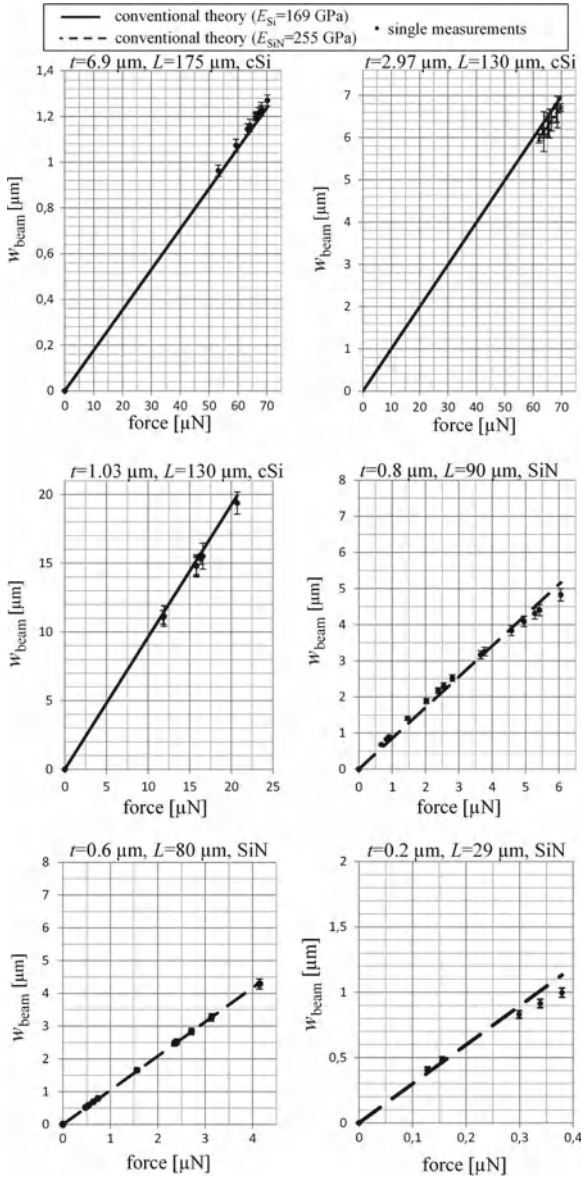 conventional theory (E_Si=169 GPa)
conventional theory (E_SiN=255 GPa)
single measurements
t=6.9 µm, L=175 µm, cSi
1,4
1,2
1
0,8
0,6
0,4
0,2
0
w_beam [µm]
0 10 20 30 40 50 60 70
force [µN]
t=2.97 µm, L=130 µm, cSi
7
6
5
4
3
2
1
0
w_beam [µm]
0 10 20 30 40 50 60 70
force [µN]
t=1.03 µm, L=130 µm, cSi
20
15
10
5
0
w_beam [µm]
0 5 10 15 20 25
force [µN]
t=0.8 µm, L=90 µm, SiN
8
7
6
5
4
3
2
1
0
w_beam [µm]
0 1 2 3 4 5 6
force [µN]
t=0.6 µm, L=80 µm, SiN
8
7
6
5
4
3
2
1
0
w_beam [µm]
0 1 2 3 4
force [µN]
t=0.2 µm, L=29 µm, SiN
2
1,5
1
0,5
0
w_beam [µm]
0 0,1 0,2 0,3 0,4
force [µN]